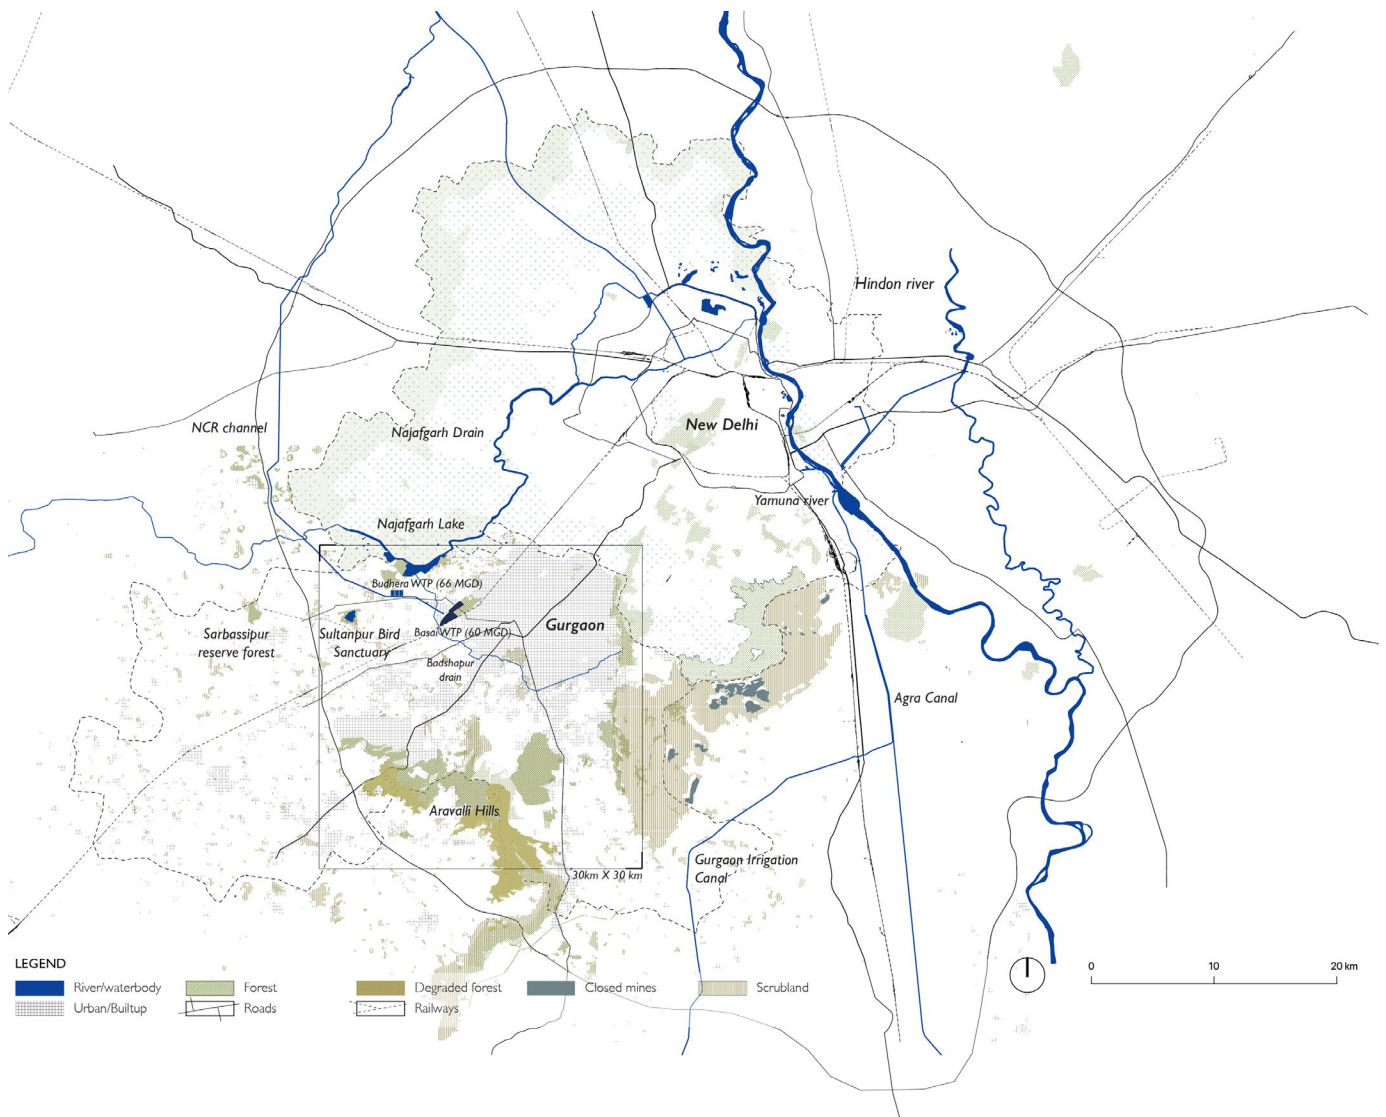 Hindon river
NCR channel
Najafgarh Drain
New Delhi
Yamuna river
Najafgarh Lake
Budhera WTP (66 MGD)
Sarbassipur
reserve forest
Sultanpur Bird
Sanctuary
Basai WTP (60 MGD)
Gurgaon
Badshapur
drain
Agra Canal
Aravalli Hills
Gurgaon Irrigation
Canal
30km X 30 km
LEGEND
River/waterbody
Forest
Degraded forest
Closed mines
Scrubland
Urban/Builtup
Roads
Railways
0 10 20 km